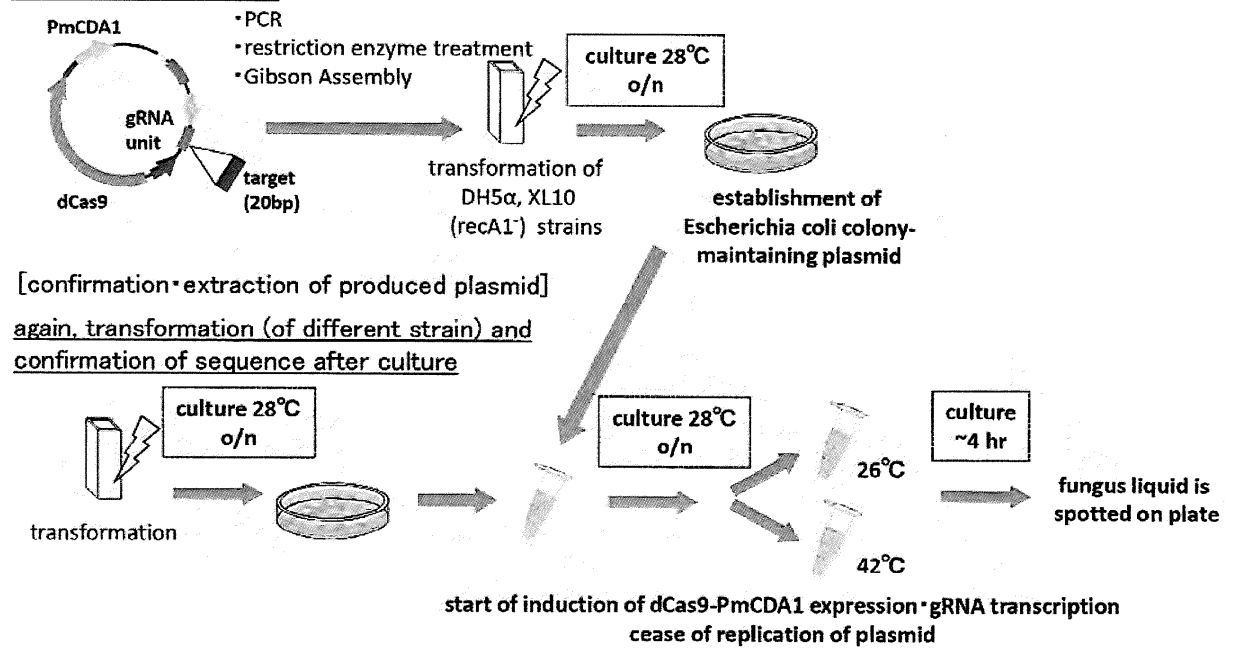 PmCDA1
・PCR
・restriction enzyme treatment
・Gibson Assembly
gRNA
unit
target
(20bp)
dCas9
culture 28℃
o/n
transformation of
DH5α, XL10
(recA1⁻) strains
establishment of
Escherichia coli colony-
maintaining plasmid
[confirmation・extraction of produced plasmid]
again, transformation (of different strain) and
confirmation of sequence after culture
culture 28℃
o/n
transformation
culture 28℃
o/n
26℃
42℃
culture
~4 hr
fungus liquid is
spotted on plate
start of induction of dCas9-PmCDA1 expression・gRNA transcription
cease of replication of plasmid